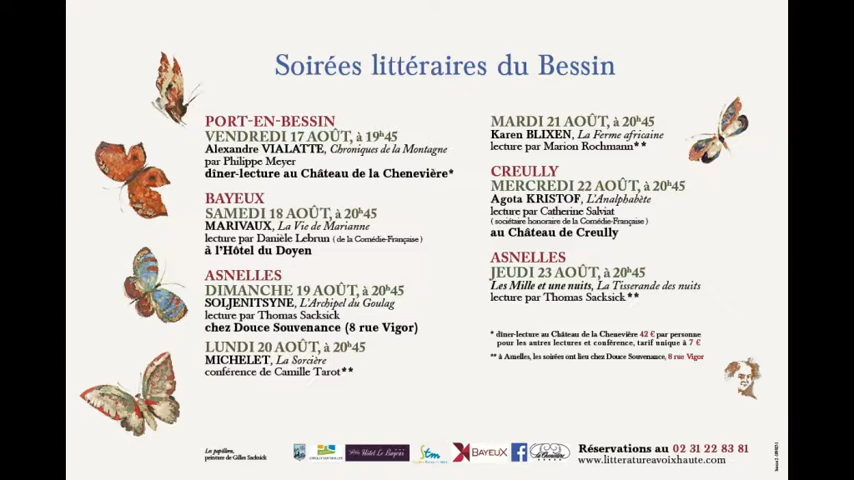 Soirées littéraires du Bessin
PORT-EN-BESSIN
VENDREDI 17 AOÛT, à 19h45
Alexandre VIALATTE, Chroniques de la Montagne
par Philippe Meyer
dîner-lecture au Château de la Chenevière*
BAYEUX
SAMEDI 18 AOÛT, à 20h45
MARIVAUX, La Vie de Marianne
lecture par Danièle Lebrun (de la Comédie-Française)
à l'Hôtel du Doyen
ASNELLES
DIMANCHE 19 AOÛT, à 20h45
SOLJENITSYNE, L'Archipel du Goulag
lecture par Thomas Sacksick
chez Douce Souvenance (8 rue Vigor)
LUNDI 20 AOÛT, à 20h45
MICHELET, La Sorcière
conférence de Camille Tarot**
MARDI 21 AOÛT, à 20h45
Karen BLIXEN, La Ferme africaine
lecture par Marion Rochmann**
CREULLY
MERCREDI 22 AOÛT, à 20h45
Agota KRISTOF, L'Analphabète
lecture par Catherine Salviat
(sociétaire honoraire de la Comédie-Française)
au Château de Creully
ASNELLES
JEUDI 23 AOÛT, à 20h45
Les Mille et une nuits, La Tisserande des nuits
lecture par Thomas Sacksick**
* dîner-lecture au Château de la Chenevière 42 € par personne
pour les autres lectures et conférence, tarif unique à 7 €
** à Asnelles, les soirées ont lieu chez Douce Souvenance, 8 rue Vigor
Les papillons,
peinture de Gilles Sacksick
Hôtel Le Bayeux
BAYEUX
La Chenevière
Réservations au 02 31 22 83 81
www.litteratureavoixhaute.com